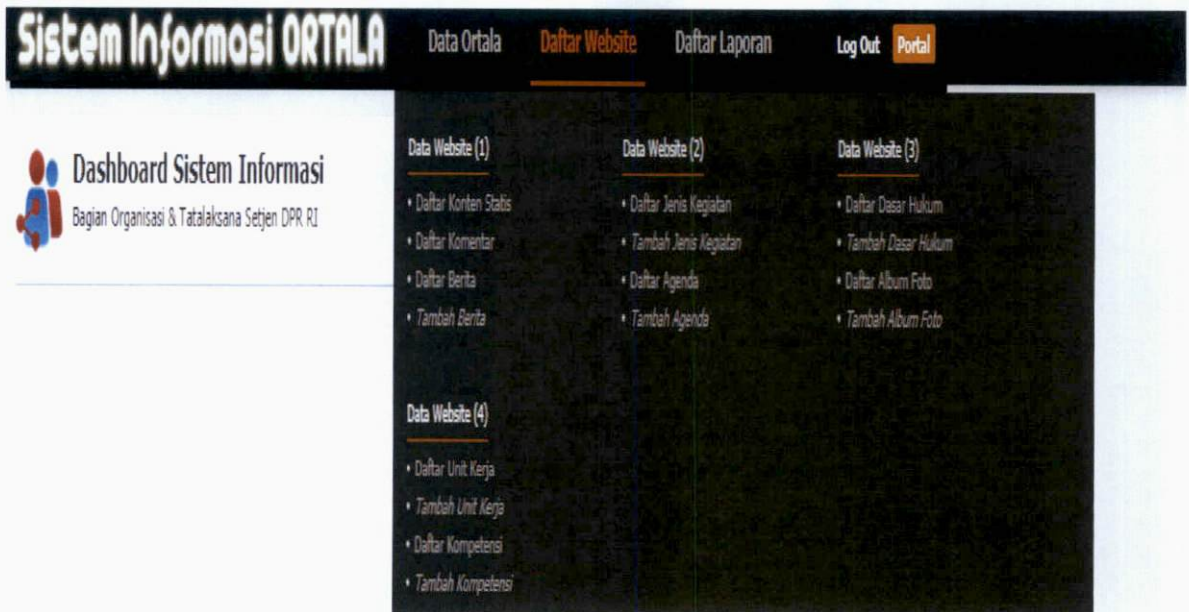 Sistem Informasi ORTALA
Data Ortala Daftar Website Daftar Laporan Log Out Portal
Dashboard Sistem Informasi
Bagian Organisasi & Tatalaksana Setjen DPR RI
Data Website (1)
• Daftar Konten Statis
• Daftar Komentar
• Daftar Berita
• Tambah Berita
Data Website (2)
• Daftar Jenis Kegiatan
• Tambah Jenis Kegiatan
• Daftar Agenda
• Tambah Agenda
Data Website (3)
• Daftar Dasar Hukum
• Tambah Dasar Hukum
• Daftar Album Foto
• Tambah Album Foto
Data Website (4)
• Daftar Unit Kerja
• Tambah Unit Kerja
• Daftar Kompetensi
• Tambah Kompetensi